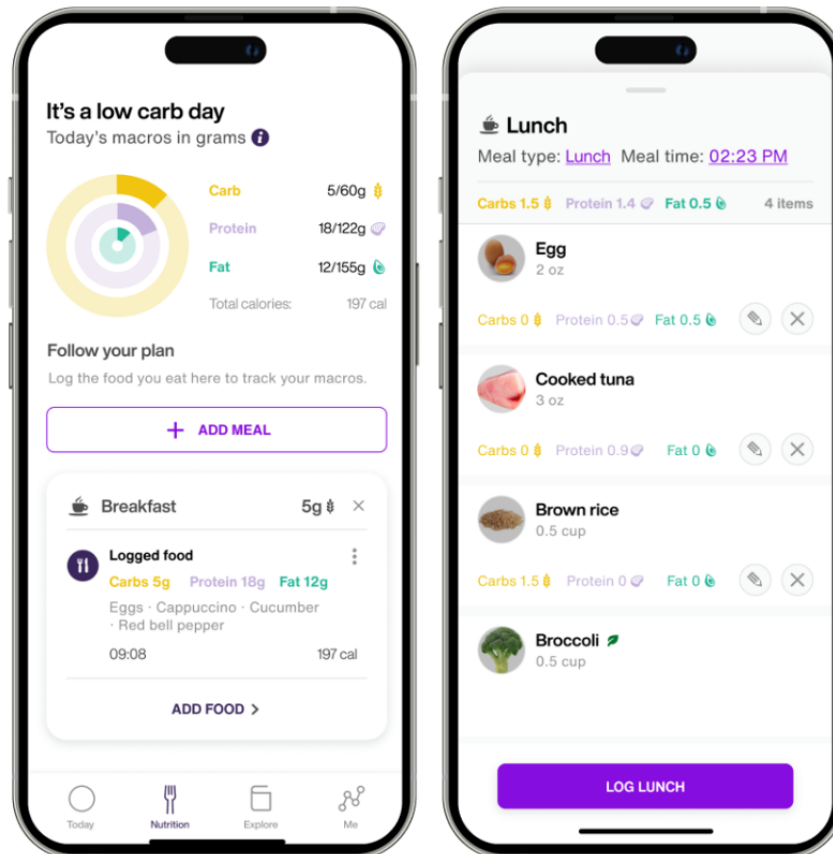 It's a low carb day
Today's macros in grams i
Carb 5/60g
Protein 18/122g
Fat 12/155g
Total calories: 197 cal
Follow your plan
Log the food you eat here to track your macros.
+ ADD MEAL
Breakfast 5g
Logged food
Carbs 5g Protein 18g Fat 12g
Eggs · Cappuccino · Cucumber
· Red bell pepper
09:08 197 cal
ADD FOOD >
Today Nutrition Explore Me
Lunch
Meal type: Lunch Meal time: 02:23 PM
Carbs 1.5 Protein 1.4 Fat 0.5 4 items
Egg
2 oz
Carbs 0 Protein 0.5 Fat 0.5
Cooked tuna
3 oz
Carbs 0 Protein 0.9 Fat 0
Brown rice
0.5 cup
Carbs 1.5 Protein 0 Fat 0
Broccoli
0.5 cup
LOG LUNCH